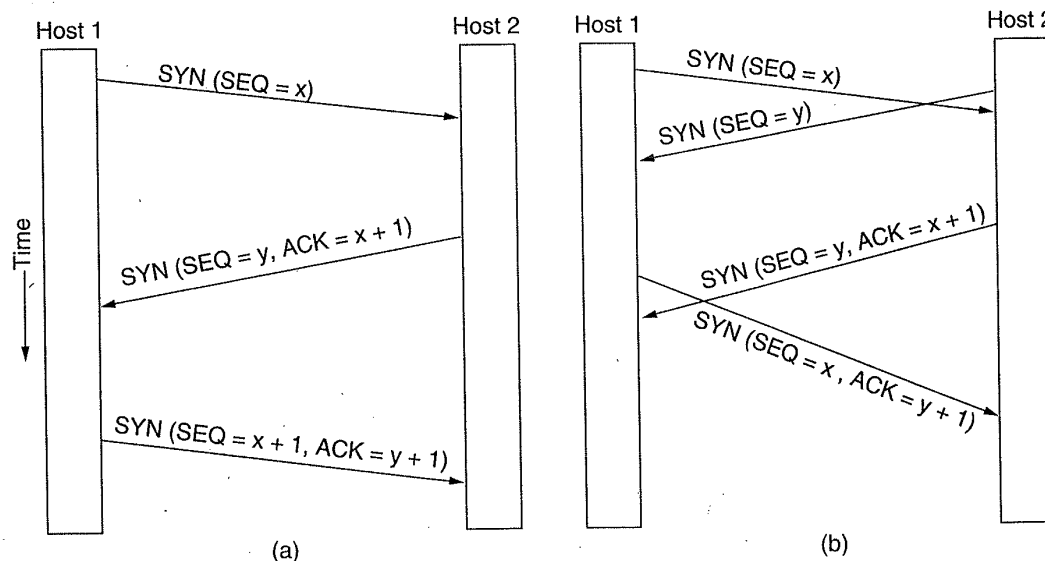 Host 1
Host 2
SYN (SEQ = x)
SYN (SEQ = y, ACK = x + 1)
SYN (SEQ = x + 1, ACK = y + 1)
Time
(a)
Host 1
Host 2
SYN (SEQ = x)
SYN (SEQ = y)
SYN (SEQ = y, ACK = x + 1)
SYN (SEQ = x , ACK = y + 1)
(b)